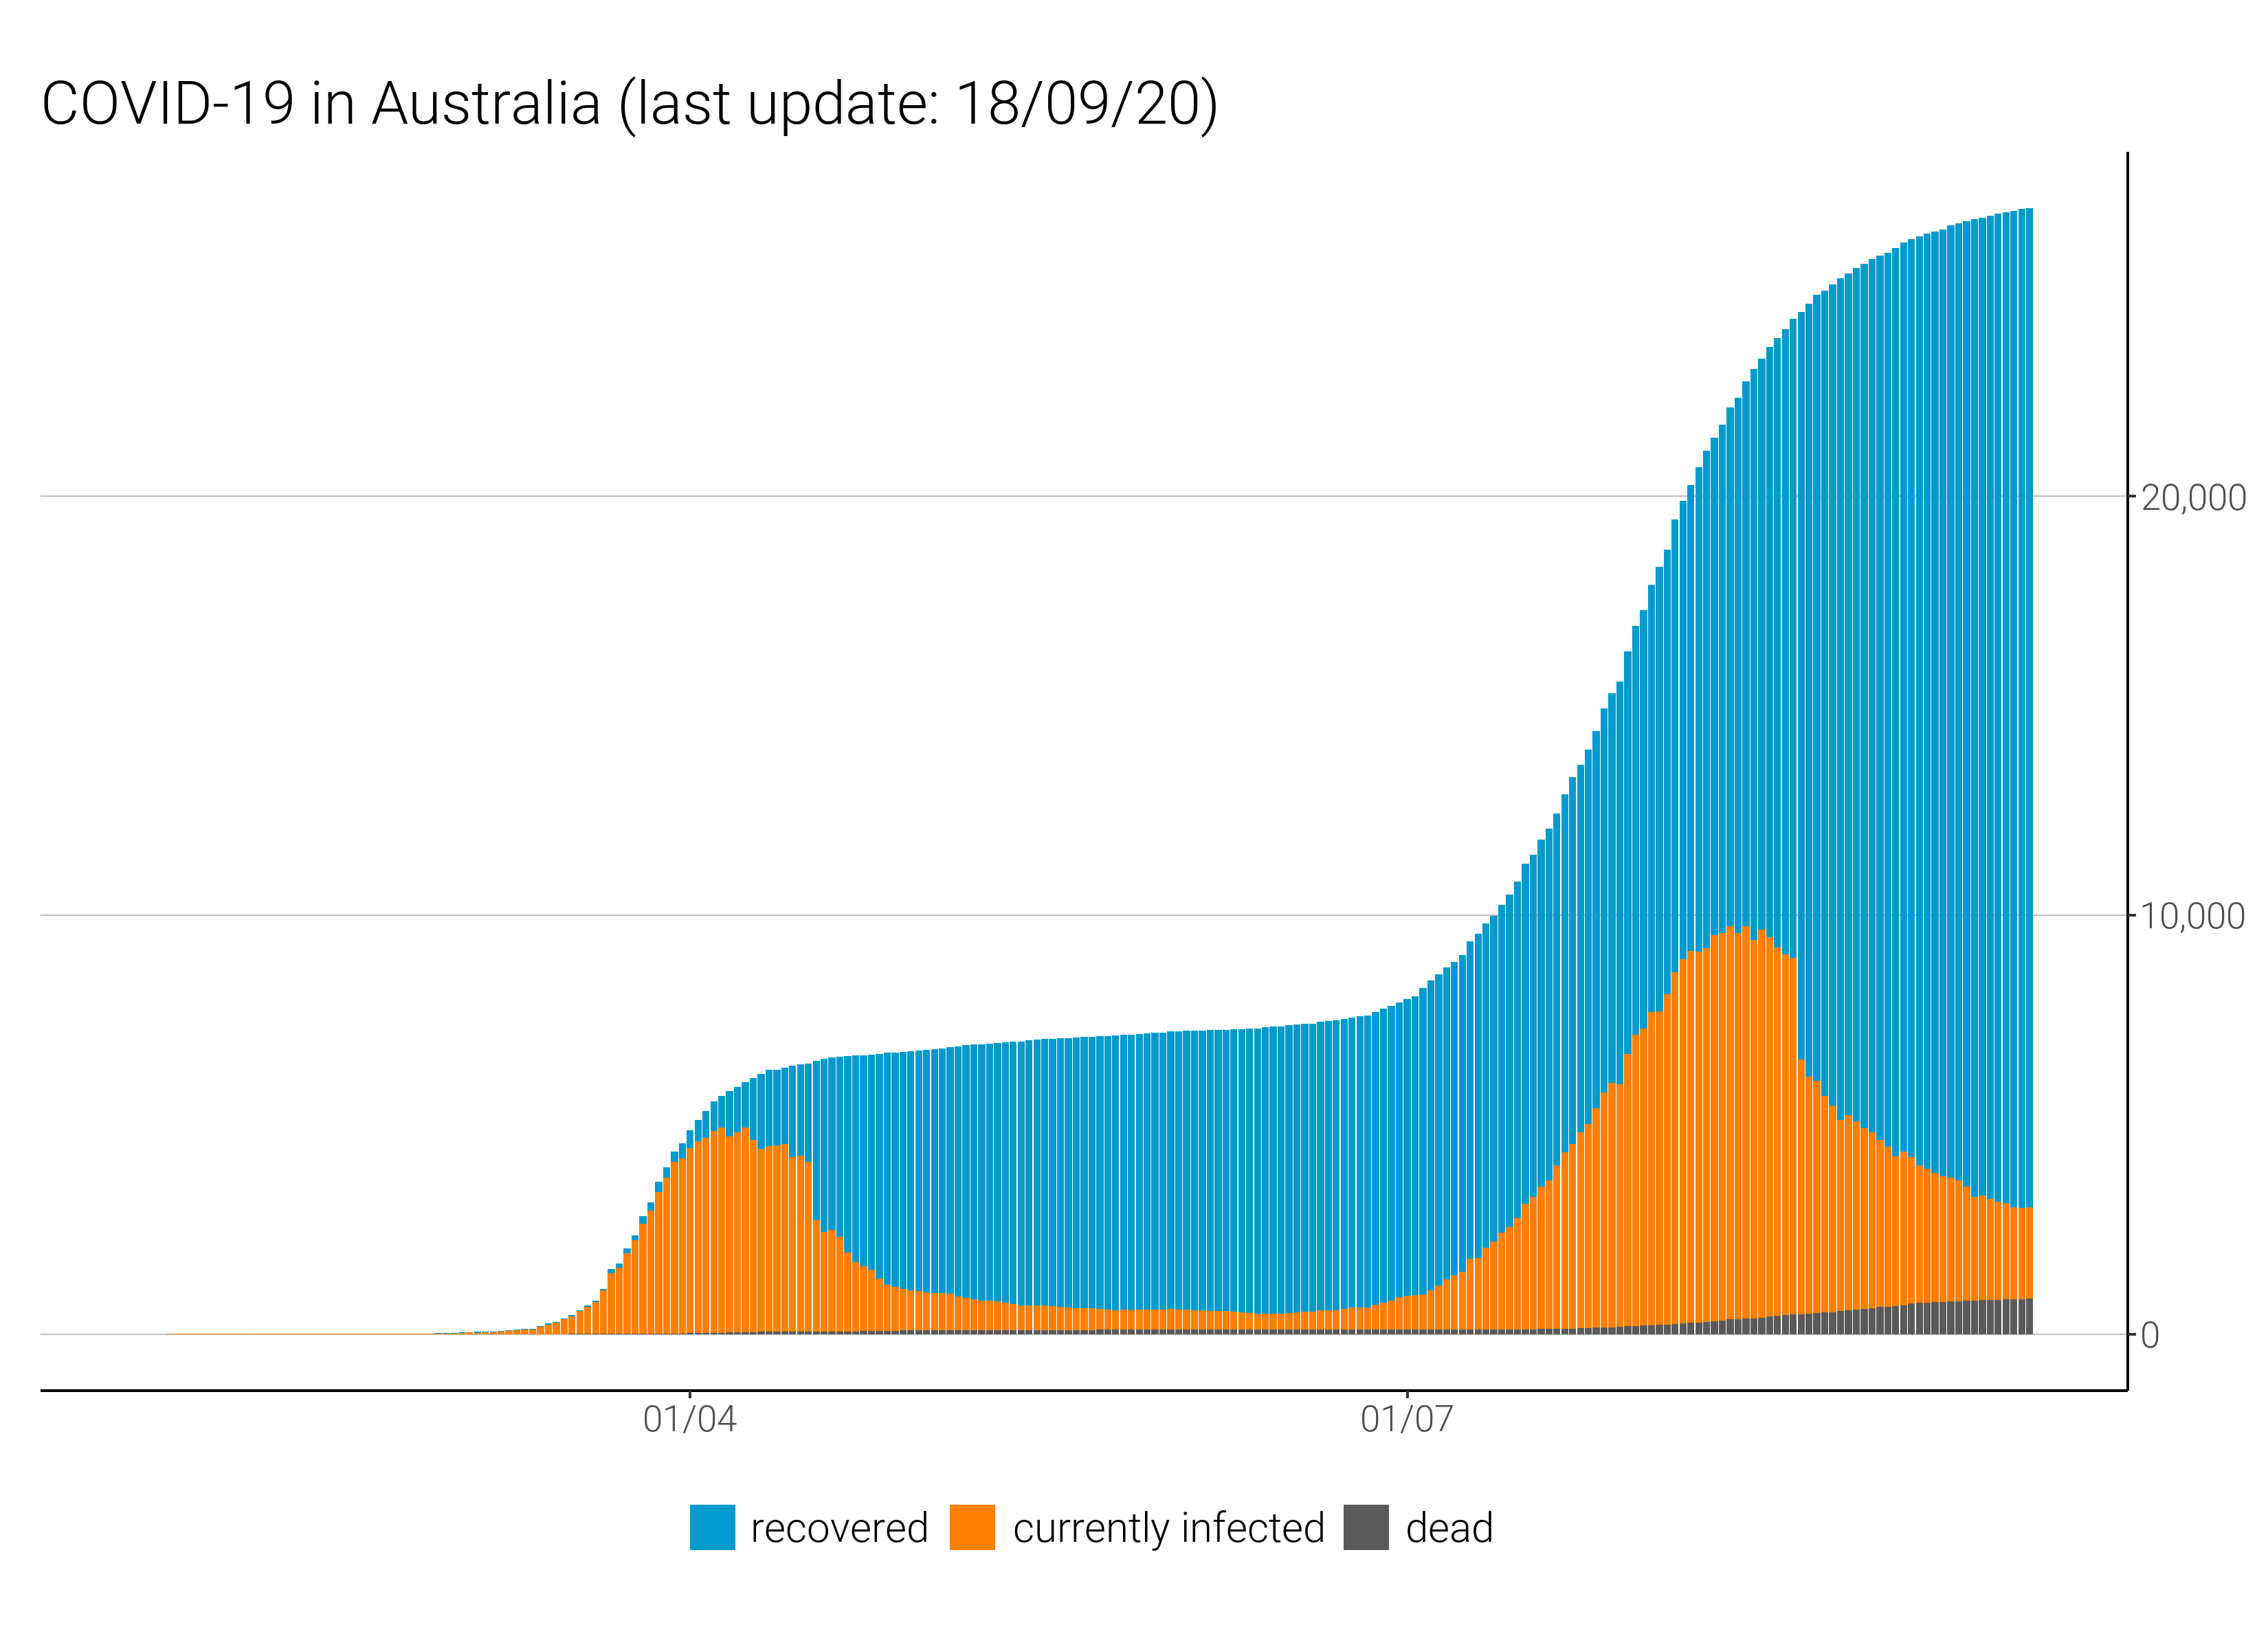 COVID-19 in Australia (last update: 18/09/20)
20,000
10,000
0
01/04 01/07
recovered currently infected dead